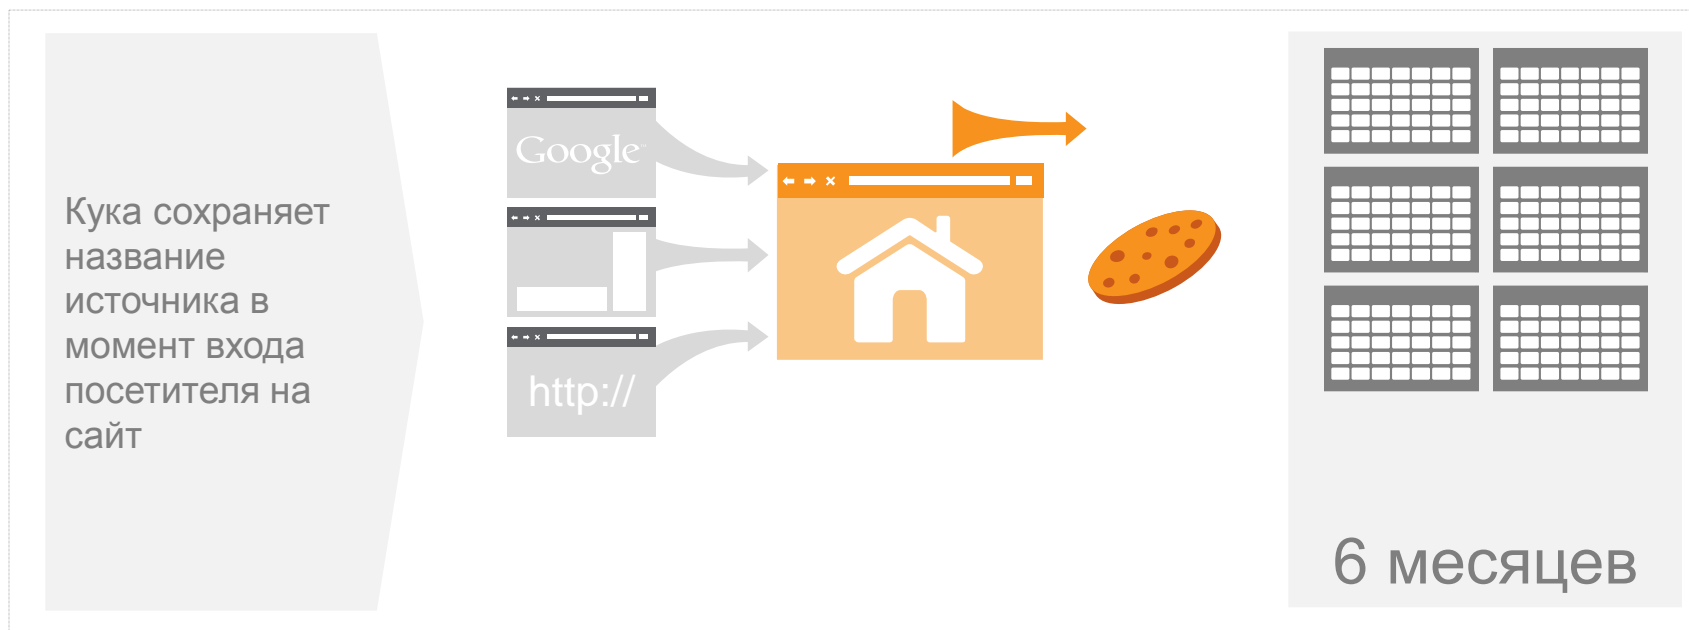 Кука сохраняет
название
источника в
момент входа
посетителя на
сайт
Google
http://
6 месяцев